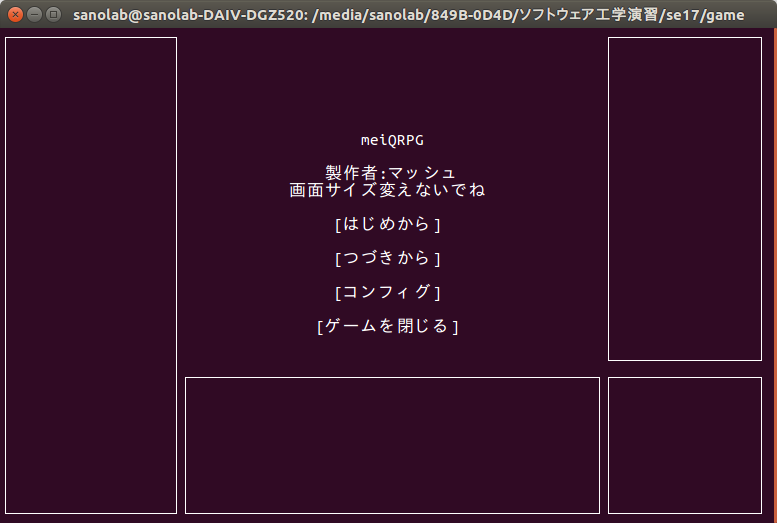 sanolab@sanolab-DAIV-DGZ520: /media/sanolab/849B-0D4D/ソフトウェア工学演習/se17/game
meiQRPG
製作者:マッシュ
画面サイズ変えないでね
[はじめから]
[つづきから]
[コンフィグ]
[ゲームを閉じる]